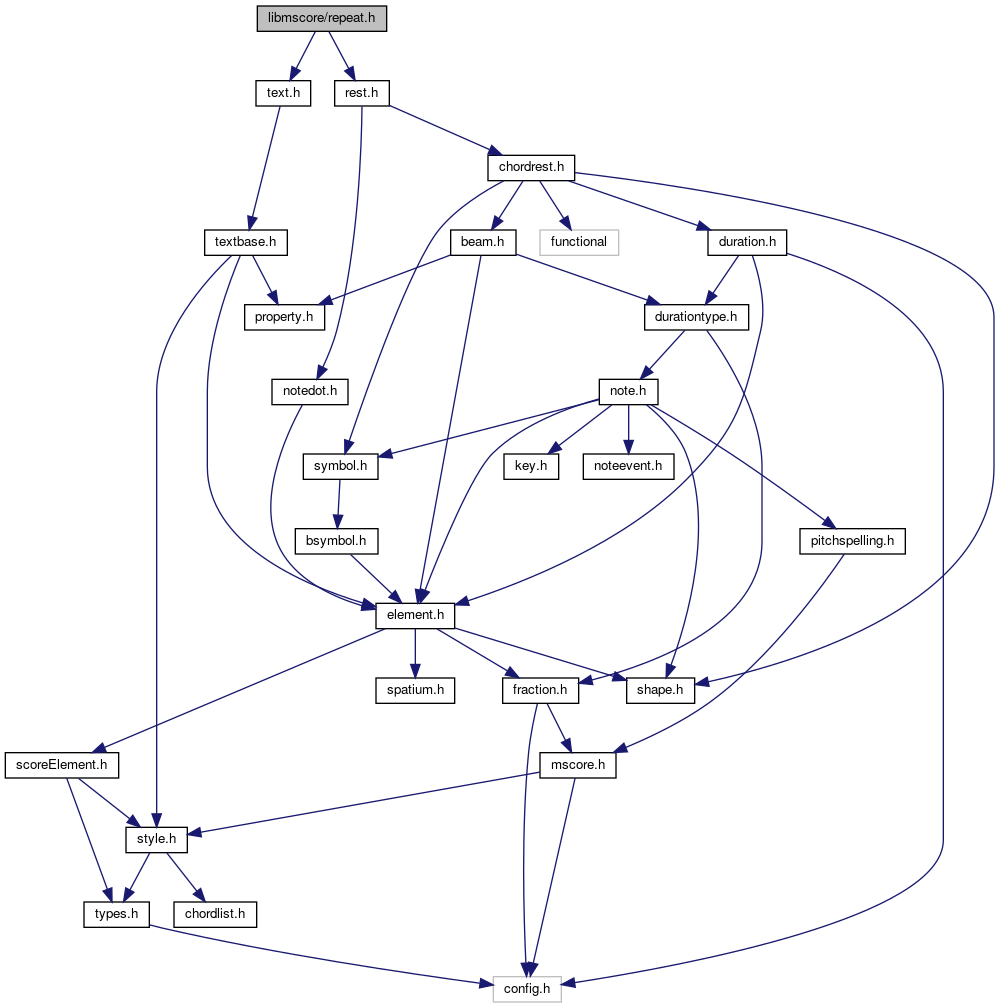 libmscore/repeat.h
text.h
rest.h
chordrest.h
textbase.h
beam.h
functional
duration.h
property.h
durationtype.h
notedot.h
note.h
symbol.h
key.h
noteevent.h
bsymbol.h
pitchspelling.h
element.h
spatium.h
fraction.h
shape.h
scoreElement.h
mscore.h
style.h
types.h
chordlist.h
config.h